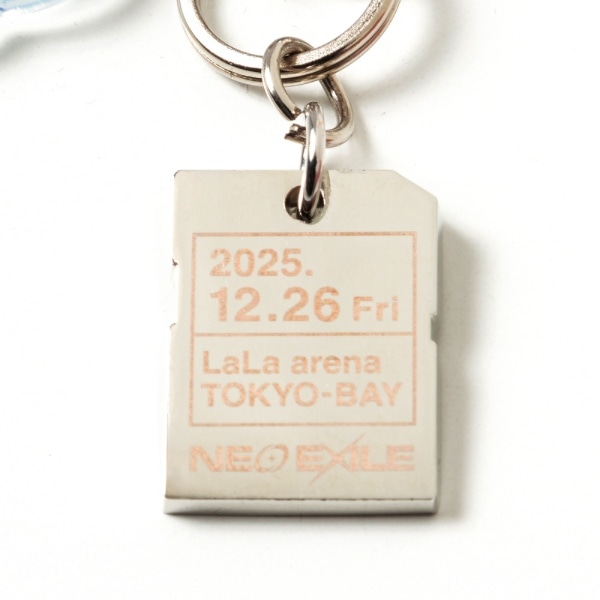 2025.
12.26 Fri
LaLa arena
TOKYO-BAY
NEO EXILE